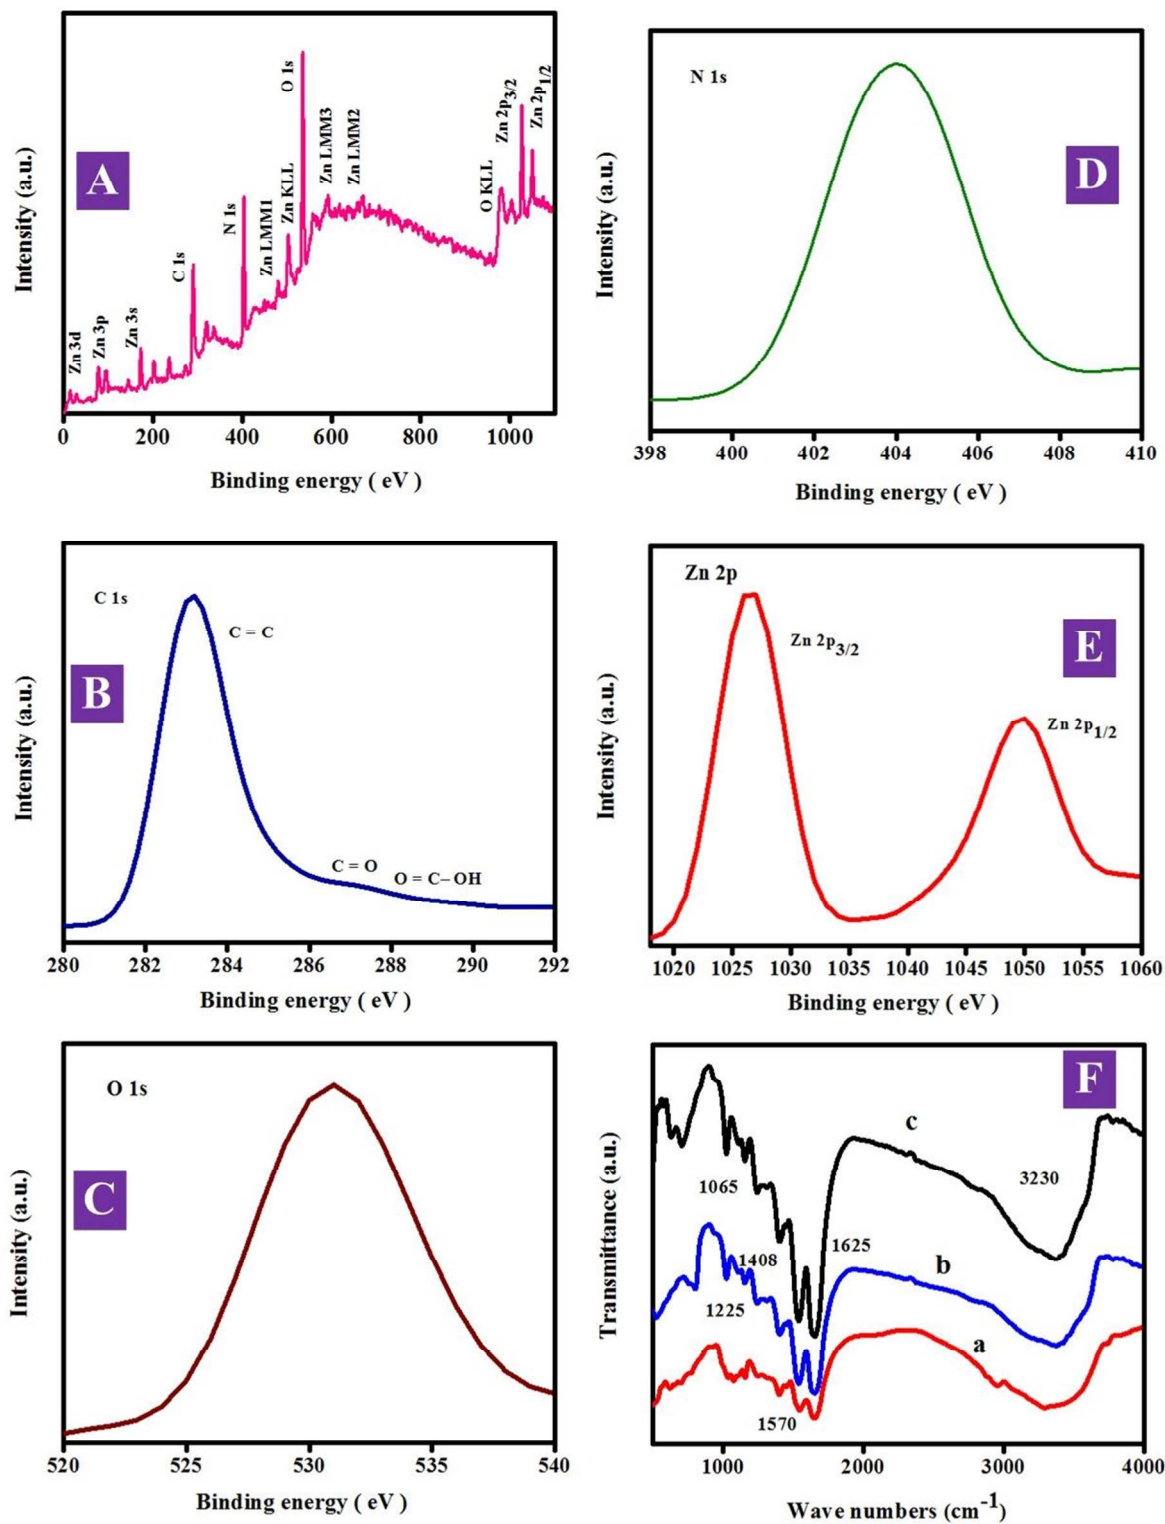 A
Intensity (a.u.)
Zn 3d
Zn 3p
Zn 3s
C 1s
N 1s
Zn LMM1
Zn KLL
O 1s
Zn LMM3
Zn LMM2
O KLL
Zn 2p3/2
Zn 2p1/2
0 200 400 600 800 1000
Binding energy ( eV )
D
N 1s
Intensity (a.u.)
398 400 402 404 406 408 410
Binding energy ( eV )
B
C 1s
C = C
C = O
O = C– OH
Intensity (a.u.)
280 282 284 286 288 290 292
Binding energy ( eV )
E
Zn 2p
Zn 2p3/2
Zn 2p1/2
Intensity (a.u.)
1020 1025 1030 1035 1040 1045 1050 1055 1060
Binding energy ( eV )
C
O 1s
Intensity (a.u.)
520 525 530 535 540
Binding energy ( eV )
F
c
3230
1065
1408
1625
b
1225
a
1570
Transmittance (a.u.)
1000 2000 3000 4000
Wave numbers (cm-1)